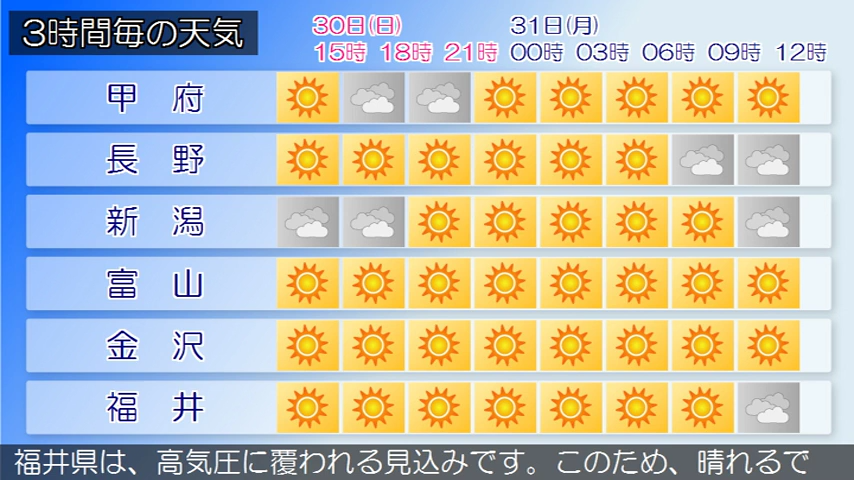 3時間毎の天気
30日(日) 31日(月)
15時 18時 21時 00時 03時 06時 09時 12時
甲府
長野
新潟
富山
金沢
福井
福井県は、高気圧に覆われる見込みです。このため、晴れるで